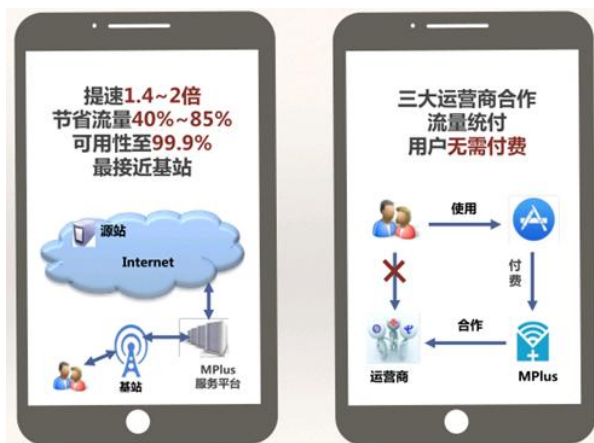 提速1.4~2倍
节省流量40%~85%
可用性至99.9%
最接近基站
源站
Internet
基站
MPlus
服务平台
三大运营商合作
流量统付
用户无需付费
使用
付费
合作
运营商
MPlus